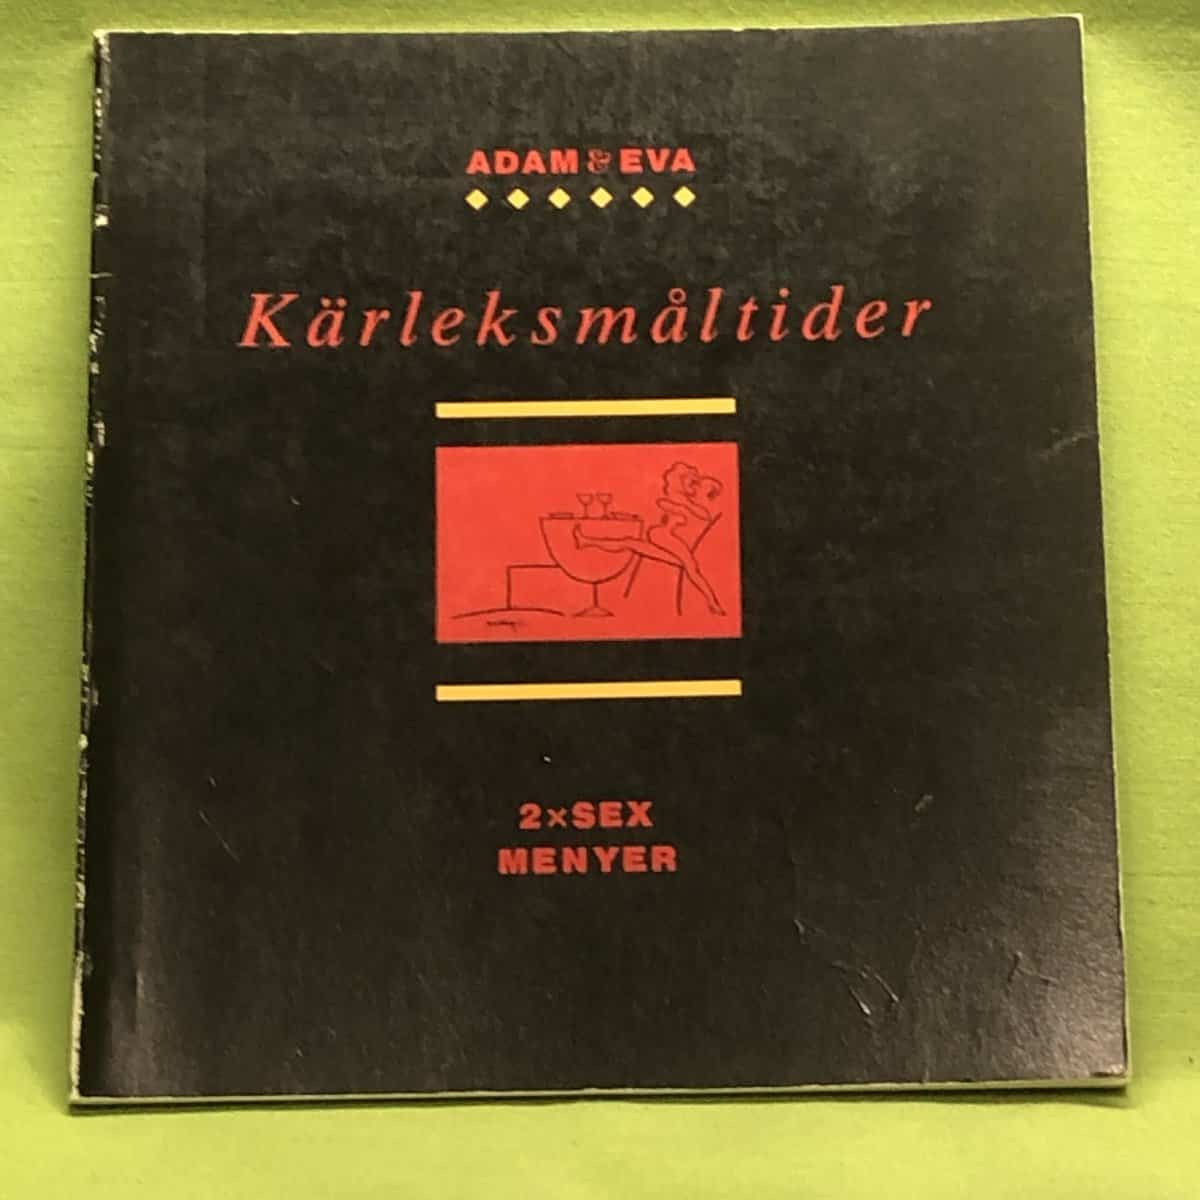 ADAM & EVA
Kärleksmåltider
2×SEX
MENYER